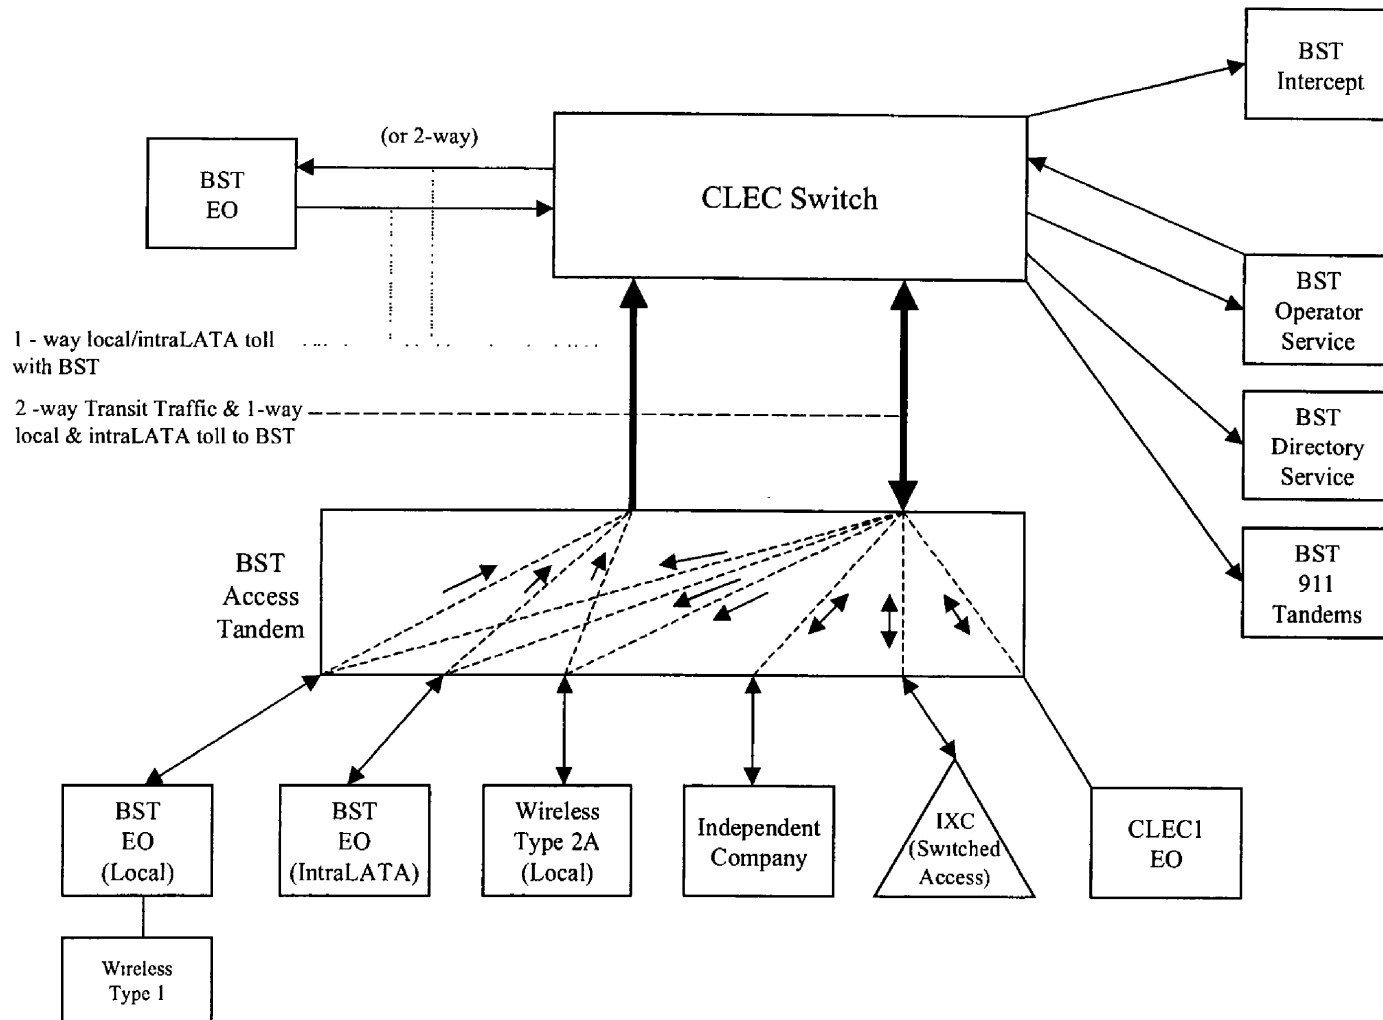 BST
Intercept
(or 2-way)
BST
EO
CLEC Switch
BST
Operator
Service
1 - way local/intraLATA toll
with BST
2 -way Transit Traffic & 1-way
local & intraLATA toll to BST
BST
Directory
Service
BST
911
Tandems
BST
Access
Tandem
BST
EO
(Local)
BST
EO
(IntraLATA)
Wireless
Type 2A
(Local)
Independent
Company
IXC
(Switched
Access)
CLEC1
EO
Wireless
Type 1